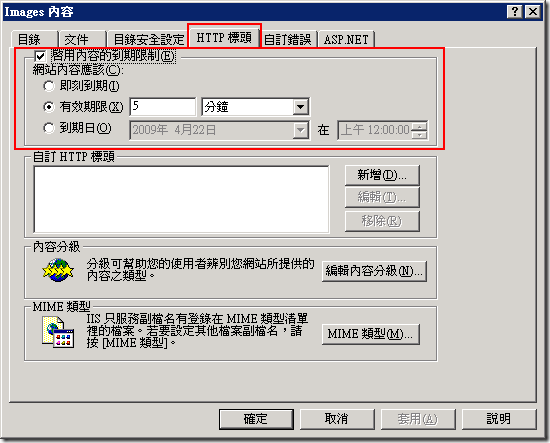 Images 內容
目錄 文件 目錄安全設定 HTTP 標頭 自訂錯誤 ASP.NET
啟用內容的到期限制(E)
網站內容應該(C):
即刻到期(I)
有效期限(X) 5 分鐘
到期日(O) 2009年 4月22日 在 上午 12:00:00
自訂 HTTP 標頭
新增(D)...
編輯(T)...
移除(R)
內容分級
分級可幫助您的使用者辨別您網站所提供的
內容之類型。
編輯內容分級(N)...
MIME 類型
IIS 只服務副檔名有登錄在 MIME 類型清單
裡的檔案。若要設定其他檔案副檔名，請
按 [MIME 類型]。
MIME 類型(M)...
確定 取消 套用(A) 說明